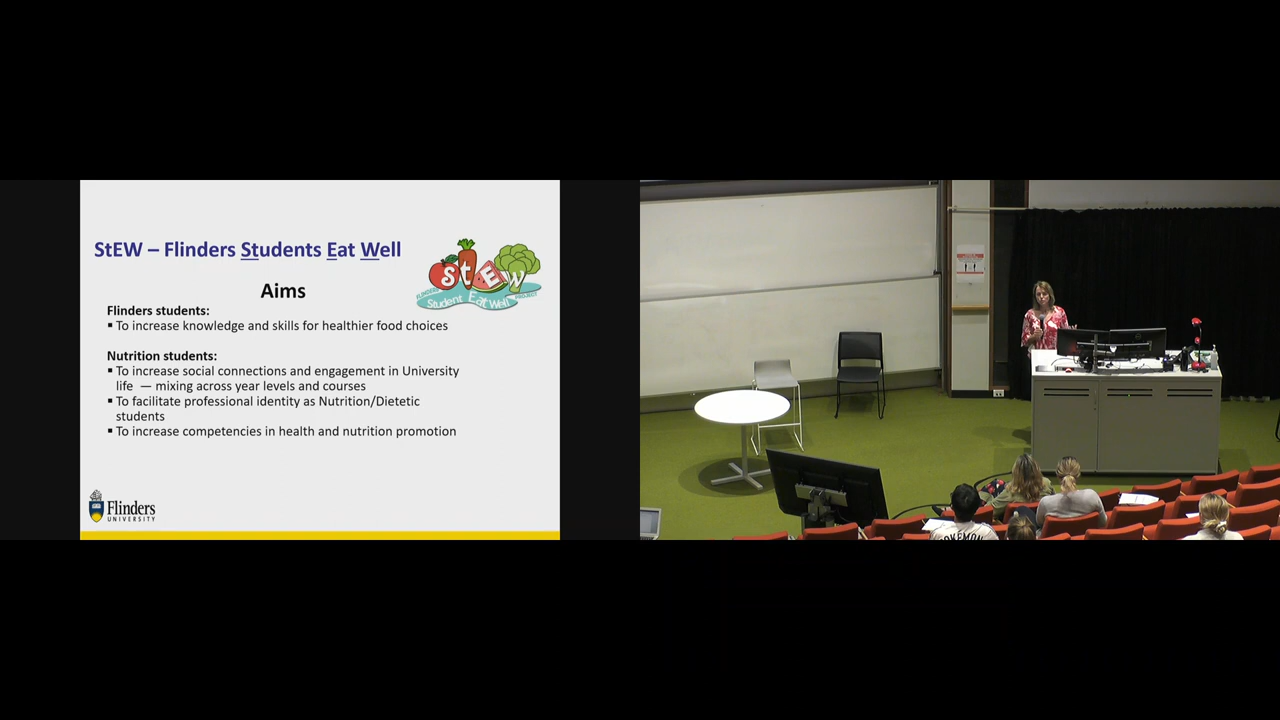 StEW – Flinders Students Eat Well
StEW
Student Eat Well
Aims
Flinders students:
▪ To increase knowledge and skills for healthier food choices
Nutrition students:
▪ To increase social connections and engagement in University
life — mixing across year levels and courses
▪ To facilitate professional identity as Nutrition/Dietetic
students
▪ To increase competencies in health and nutrition promotion
Flinders
UNIVERSITY